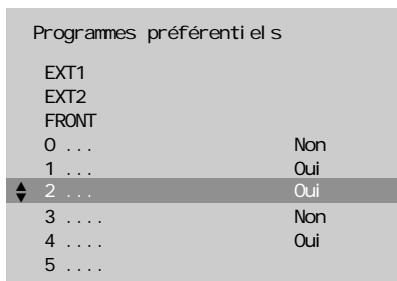 Programmes préférentiels
EXT1
EXT2
FRONT
0 ... Non
1 ... Oui
2 ... Oui
3 .... Non
4 .... Oui
5 ....